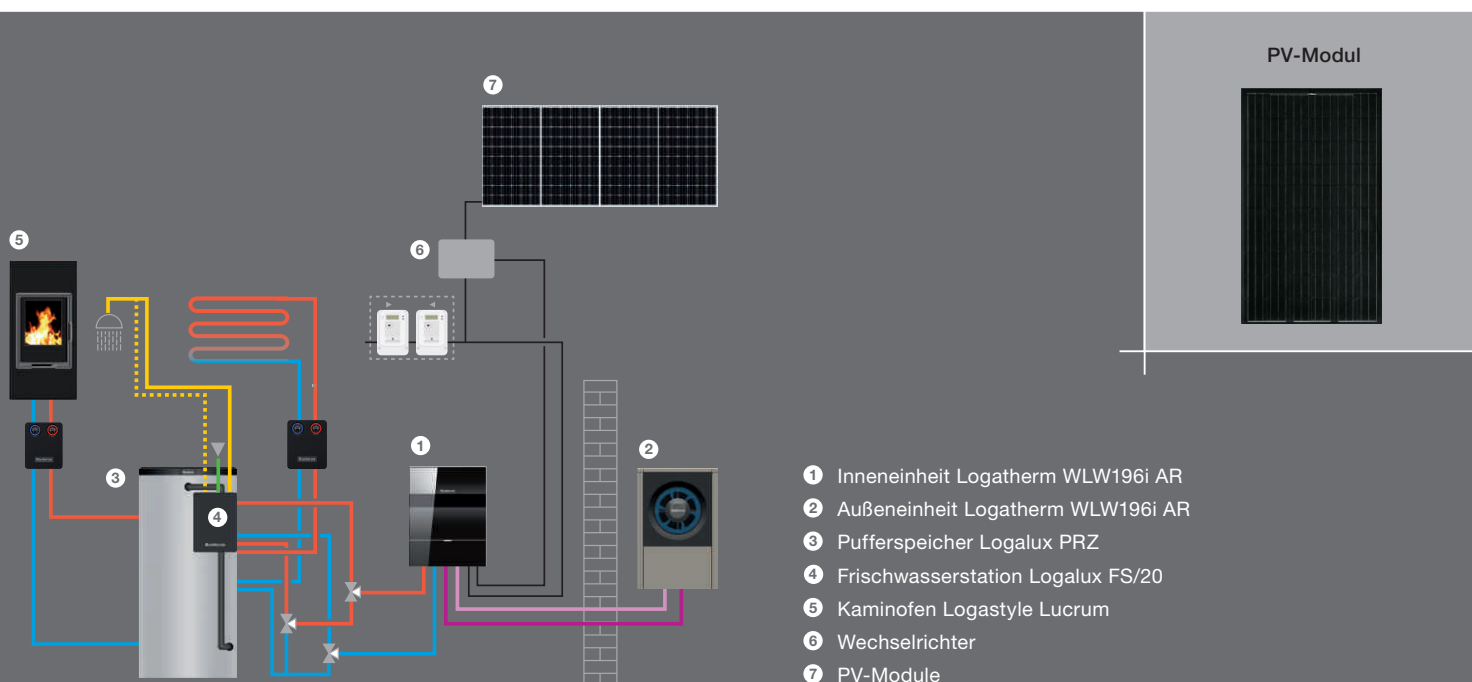 PV-Modul
7
5
6
1
2
3
4
1 Inneneinheit Logatherm WLW196i AR
2 Außeneinheit Logatherm WLW196i AR
3 Pufferspeicher Logalux PRZ
4 Frischwasserstation Logalux FS/20
5 Kaminofen Logastyle Lucrum
6 Wechselrichter
7 PV-Module